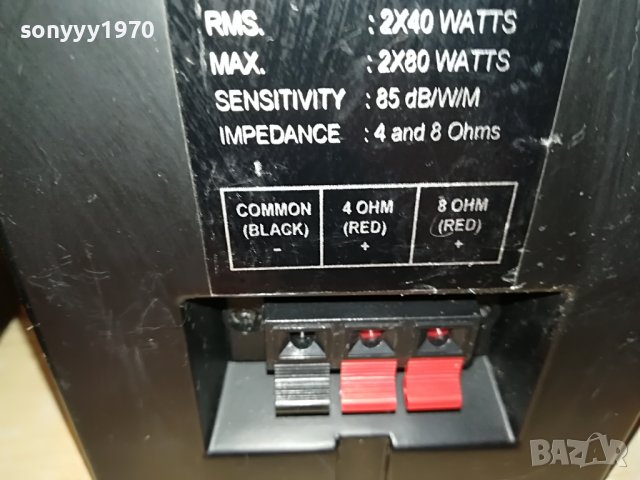 sonyyy1970
RMS. : 2X40 WATTS
MAX. : 2X80 WATTS
SENSITIVITY : 85 dB/W/M
IMPEDANCE : 4 and 8 Ohms
COMMON 4 OHM 8 OHM
(BLACK) (RED) (RED)
- + +
BAZAR